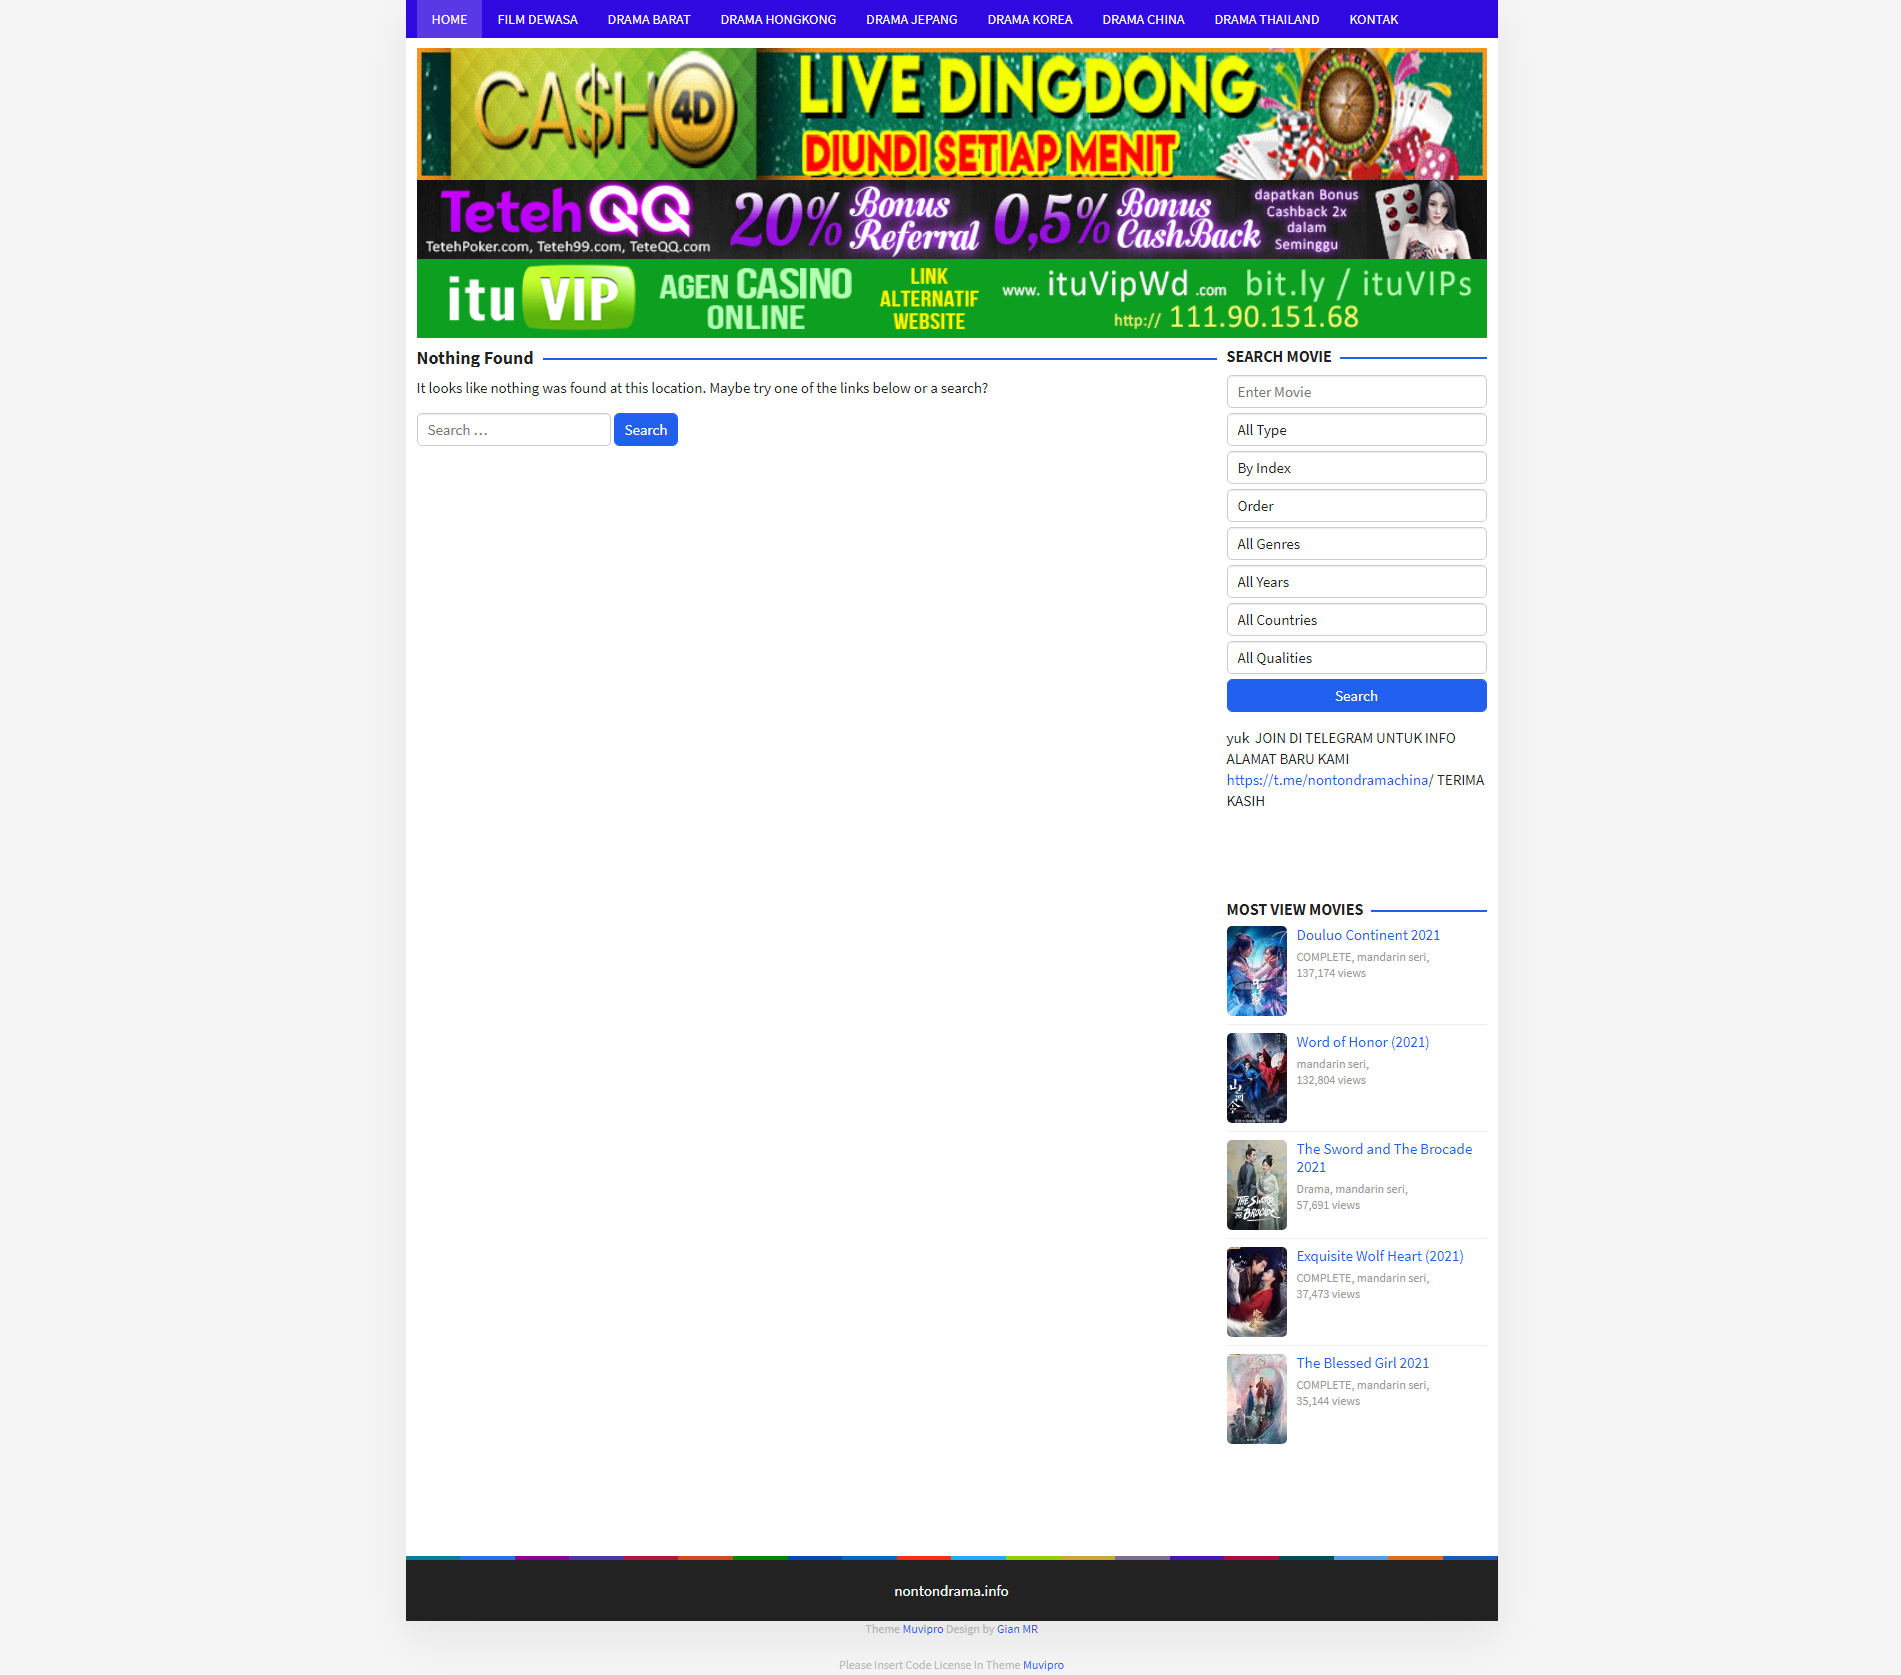 HOME FILM DEWASA DRAMA BARAT DRAMA HONGKONG DRAMA JEPANG DRAMA KOREA DRAMA CHINA DRAMA THAILAND KONTAK
CA$H 4D LIVE DINGDONG
DIUNDI SETIAP MENIT
TetehQQ 20% Bonus Referral 0,5% Bonus CashBack
TetehPoker.com, Teteh99.com, TeteQQ.com
dapatkan Bonus
Cashback 2x
dalam
Seminggu
itu VIP
AGEN CASINO
ONLINE
LINK
ALTERNATIF
WEBSITE
www. ituVipWd .com bit.ly / ituVIPs
http:// 111.90.151.68
Nothing Found
It looks like nothing was found at this location. Maybe try one of the links below or a search?
Search …
Search
SEARCH MOVIE
Enter Movie
All Type
By Index
Order
All Genres
All Years
All Countries
All Qualities
Search
yuk JOIN DI TELEGRAM UNTUK INFO
ALAMAT BARU KAMI
https://t.me/nontondramachina/ TERIMA
KASIH
MOST VIEW MOVIES
Douluo Continent 2021
COMPLETE, mandarin seri,
137,174 views
山河令
Word of Honor (2021)
mandarin seri,
132,804 views
THE SWORD
AND THE BROCADE
The Sword and The Brocade
2021
Drama, mandarin seri,
57,691 views
Exquisite Wolf Heart (2021)
COMPLETE, mandarin seri,
37,473 views
The Blessed Girl 2021
COMPLETE, mandarin seri,
35,144 views
nontondrama.info
Theme Muvipro Design by Gian MR
Please Insert Code License In Theme Muvipro